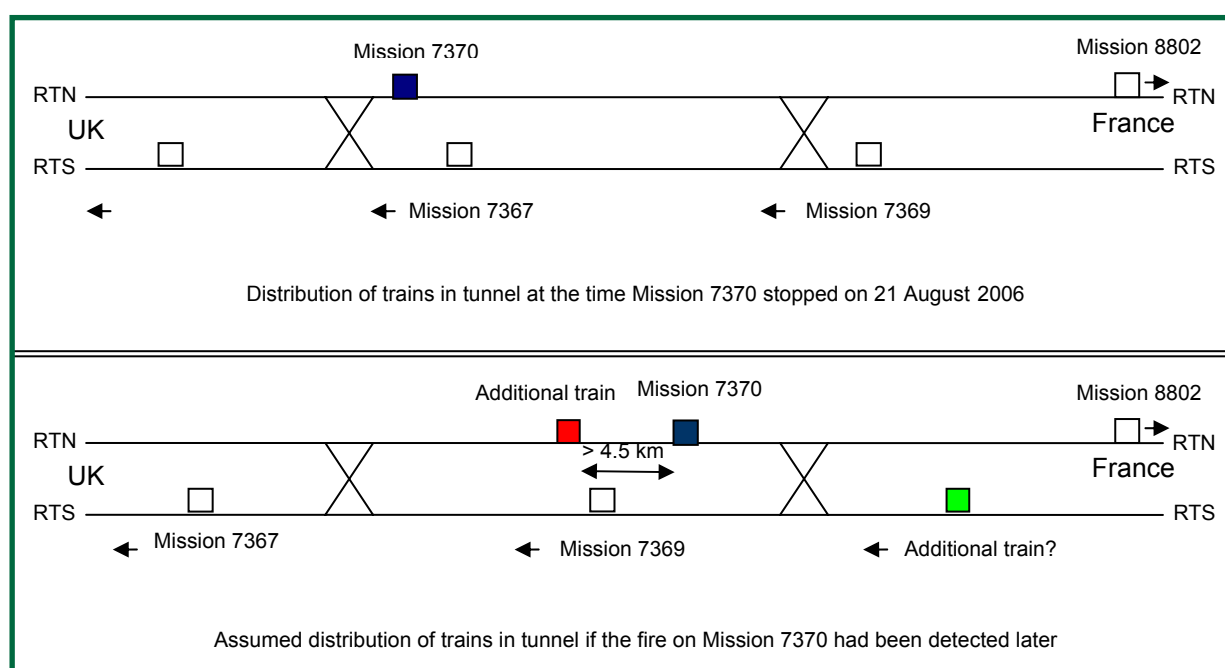 Mission 7370
Mission 8802
RTN
RTN
UK
France
RTS
RTS
Mission 7367
Mission 7369
Distribution of trains in tunnel at the time Mission 7370 stopped on 21 August 2006
Additional train
Mission 7370
Mission 8802
RTN
RTN
> 4.5 km
UK
France
RTS
RTS
Mission 7367
Mission 7369
Additional train?
Assumed distribution of trains in tunnel if the fire on Mission 7370 had been detected later